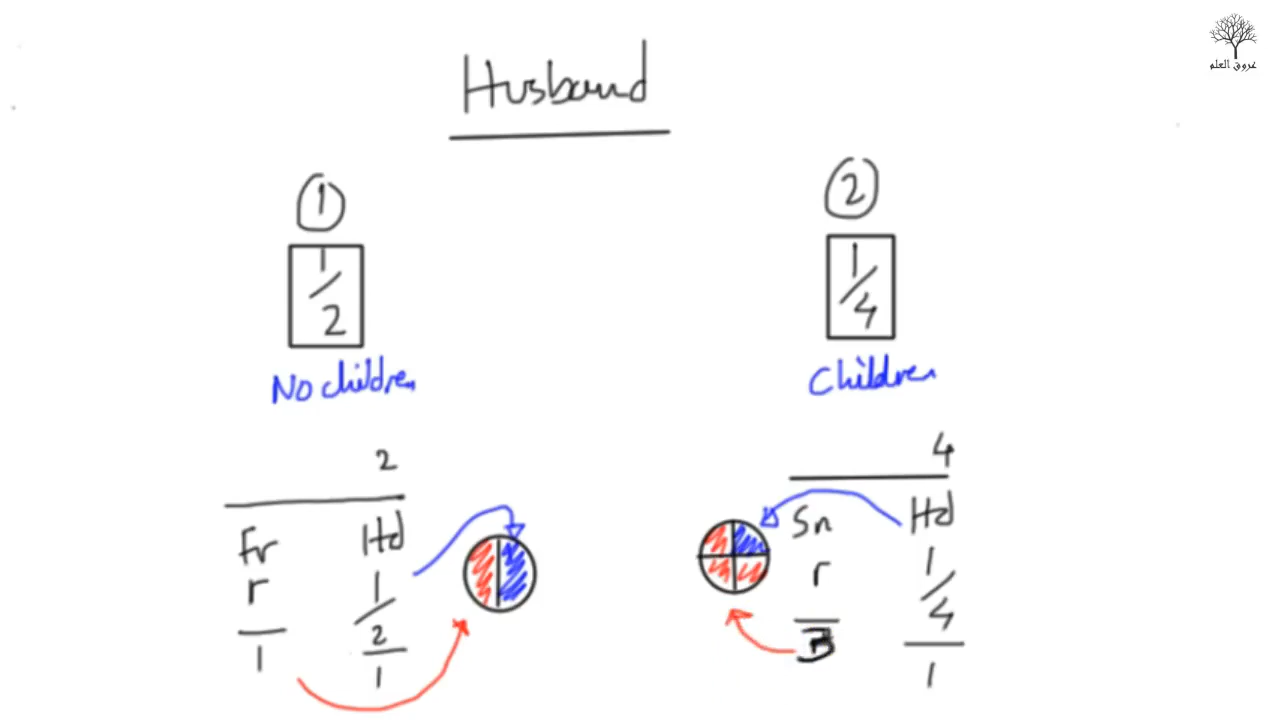 عروق العلم
Husband
1 2
1/2 1/4
No children Children
2 4
Fr Hd Sn Hd
r 1/2 r 1/4
1 1 3 1